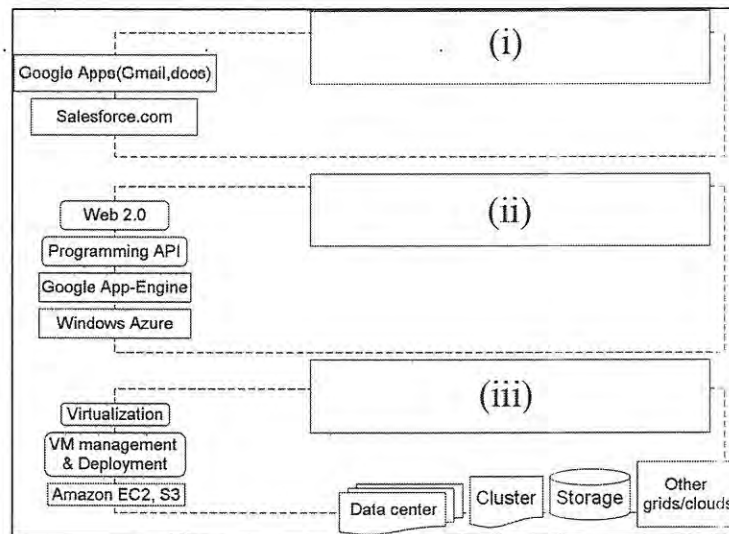 (i)
Google Apps(Gmail,docs)
Salesforce.com
(ii)
Web 2.0
Programming API
Google App-Engine
Windows Azure
(iii)
Virtualization
VM management
& Deployment
Amazon EC2, S3
Data center
Cluster
Storage
Other
grids/clouds